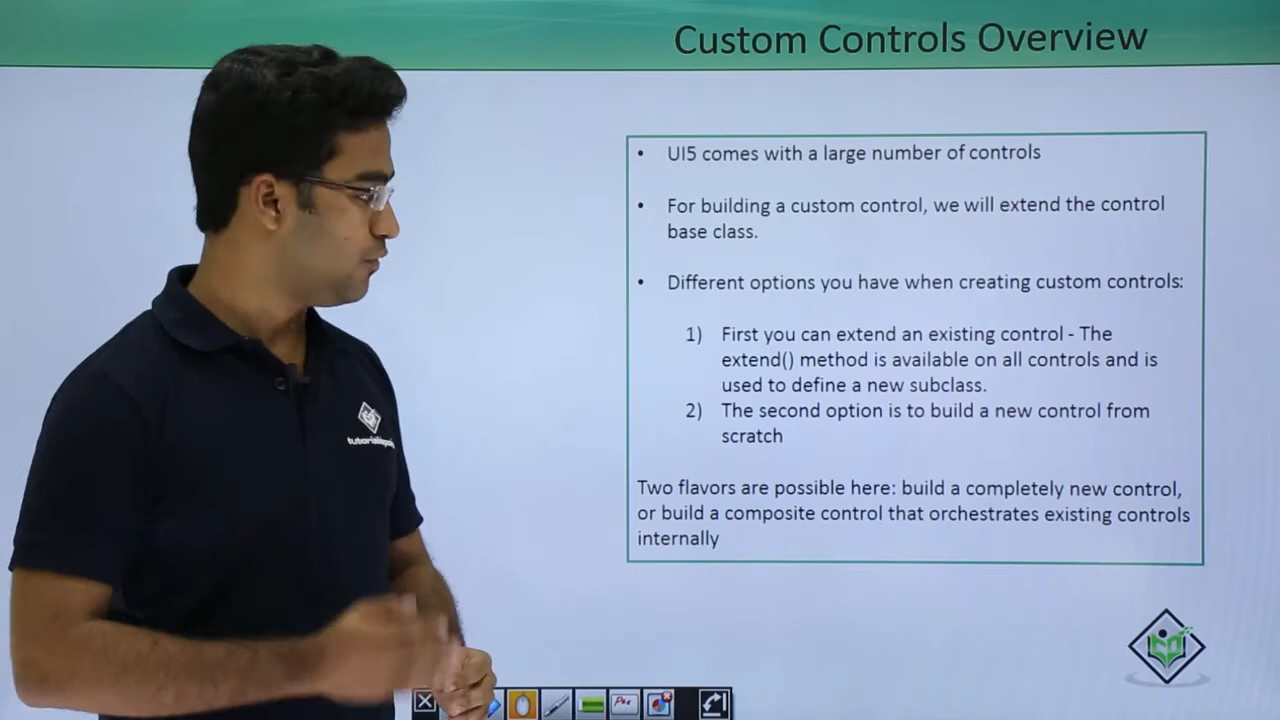 Custom Controls Overview
• UI5 comes with a large number of controls
• For building a custom control, we will extend the control
base class.
• Different options you have when creating custom controls:
1) First you can extend an existing control - The
extend() method is available on all controls and is
used to define a new subclass.
2) The second option is to build a new control from
scratch
Two flavors are possible here: build a completely new control,
or build a composite control that orchestrates existing controls
internally